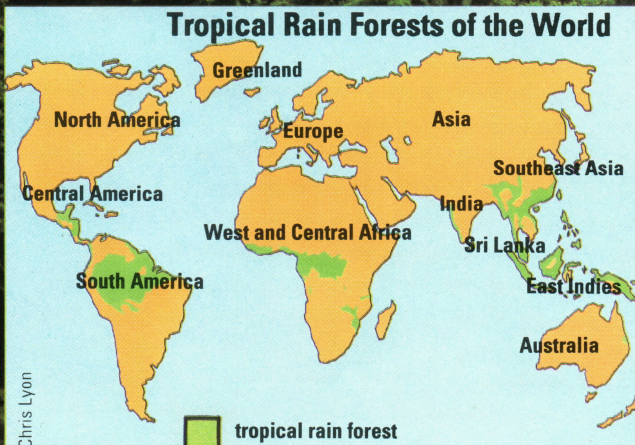 Tropical Rain Forests of the World
Greenland
North America
Europe
Asia
Southeast Asia
Central America
India
West and Central Africa
Sri Lanka
South America
East Indies
Australia
Chris Lyon
tropical rain forest